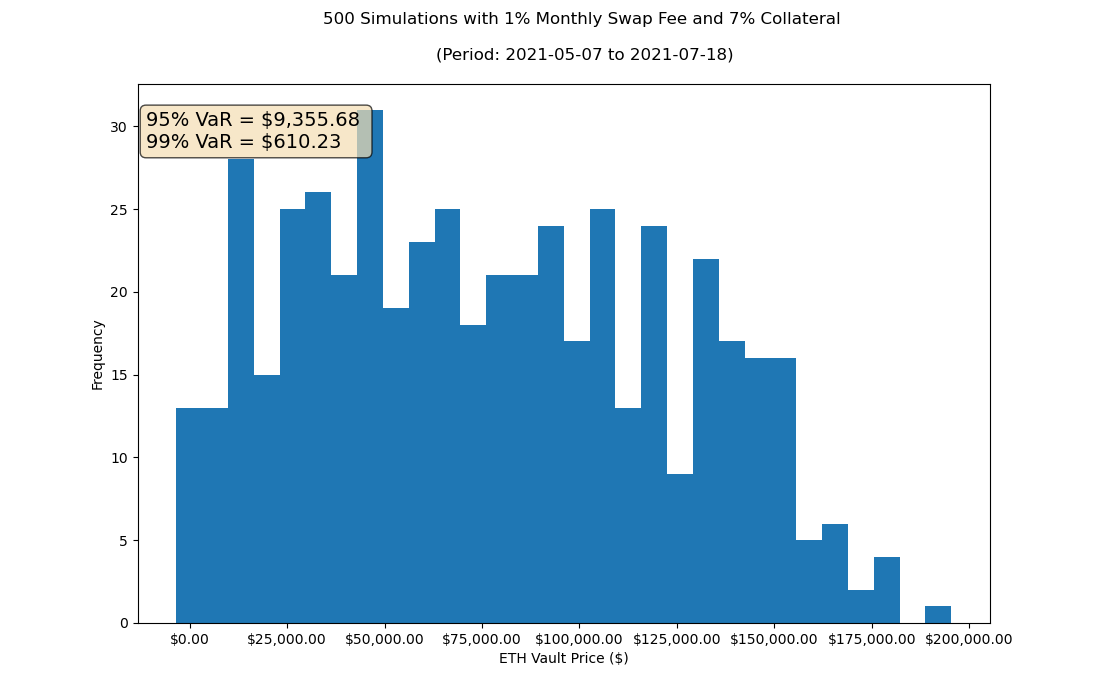 500 Simulations with 1% Monthly Swap Fee and 7% Collateral
(Period: 2021-05-07 to 2021-07-18)
95% VaR = $9,355.68
99% VaR = $610.23
30
25
20
15
10
5
0
Frequency
$0.00 $25,000.00 $50,000.00 $75,000.00 $100,000.00 $125,000.00 $150,000.00 $175,000.00 $200,000.00
ETH Vault Price ($)